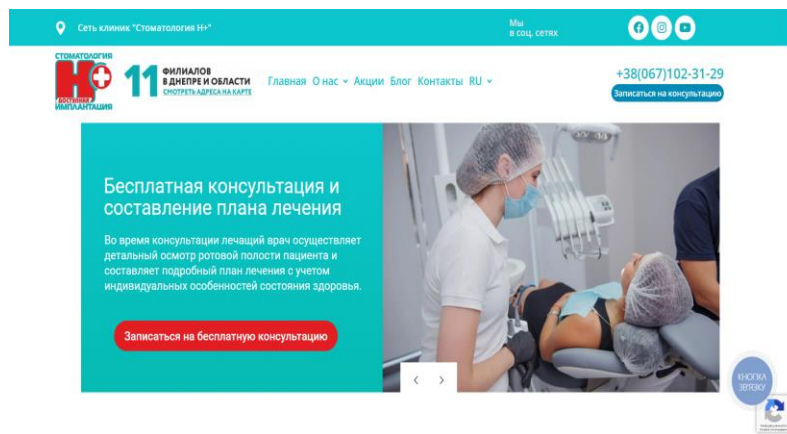 Сеть клиник "Стоматология Н+"
Мы
в соц. сетях
СТОМАТОЛОГИЯ
Н+
ИМПЛАНТАЦИЯ
11
ФИЛИАЛОВ
В ДНЕПРЕ И ОБЛАСТИ
СМОТРЕТЬ АДРЕСА НА КАРТЕ
Главная О нас Акции Блог Контакты RU
+38(067)102-31-29
Записаться на консультацию
Бесплатная консультация и
составление плана лечения
Во время консультации лечащий врач осуществляет
детальный осмотр ротовой полости пациента и
составляет подробный план лечения с учетом
индивидуальных особенностей состояния здоровья.
Записаться на бесплатную консультацию
КНОПКА
ЗВ'ЯЗКУ